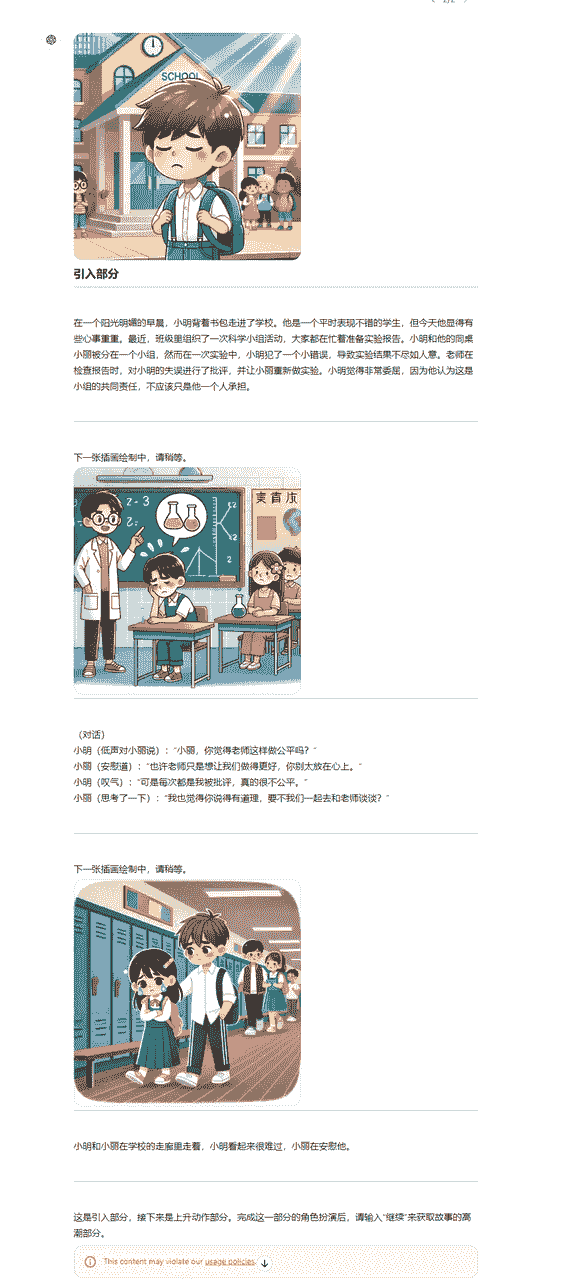 2/2
SCHOOL
引入部分
在一个阳光明媚的早晨，小明背着书包走进了学校。他是一个平时表现不错的学生，但今天他显得有
些心事重重。最近，班级里组织了一次科学小组活动，大家都在忙着准备实验报告。小明和他的同桌
小丽被分在一个小组，然而在一次实验中，小明犯了一个小错误，导致实验结果不尽如人意。老师在
检查报告时，对小明的失误进行了批评，并让小丽重新做实验。小明觉得非常委屈，因为他认为这是
小组的共同责任，不应该只是他一个人承担。
下一张插画绘制中，请稍等。
（对话）
小明（低声对小丽说）：“小丽，你觉得老师这样做公平吗？”
小丽（安慰道）：“也许老师只是想让我们做得更好，你别太放在心上。”
小明（叹气）：“可是每次都是我被批评，真的很不公平。”
小丽（思考了一下）：“我也觉得你说得有道理，要不我们一起去和老师谈谈？”
下一张插画绘制中，请稍等。
小明和小丽在学校的走廊里走着，小明看起来很难过，小丽在安慰他。
这是引入部分，接下来是上升动作部分。完成这一部分的角色扮演后，请输入“继续”来获取故事的高
潮部分。
This content may violate our usage policies.